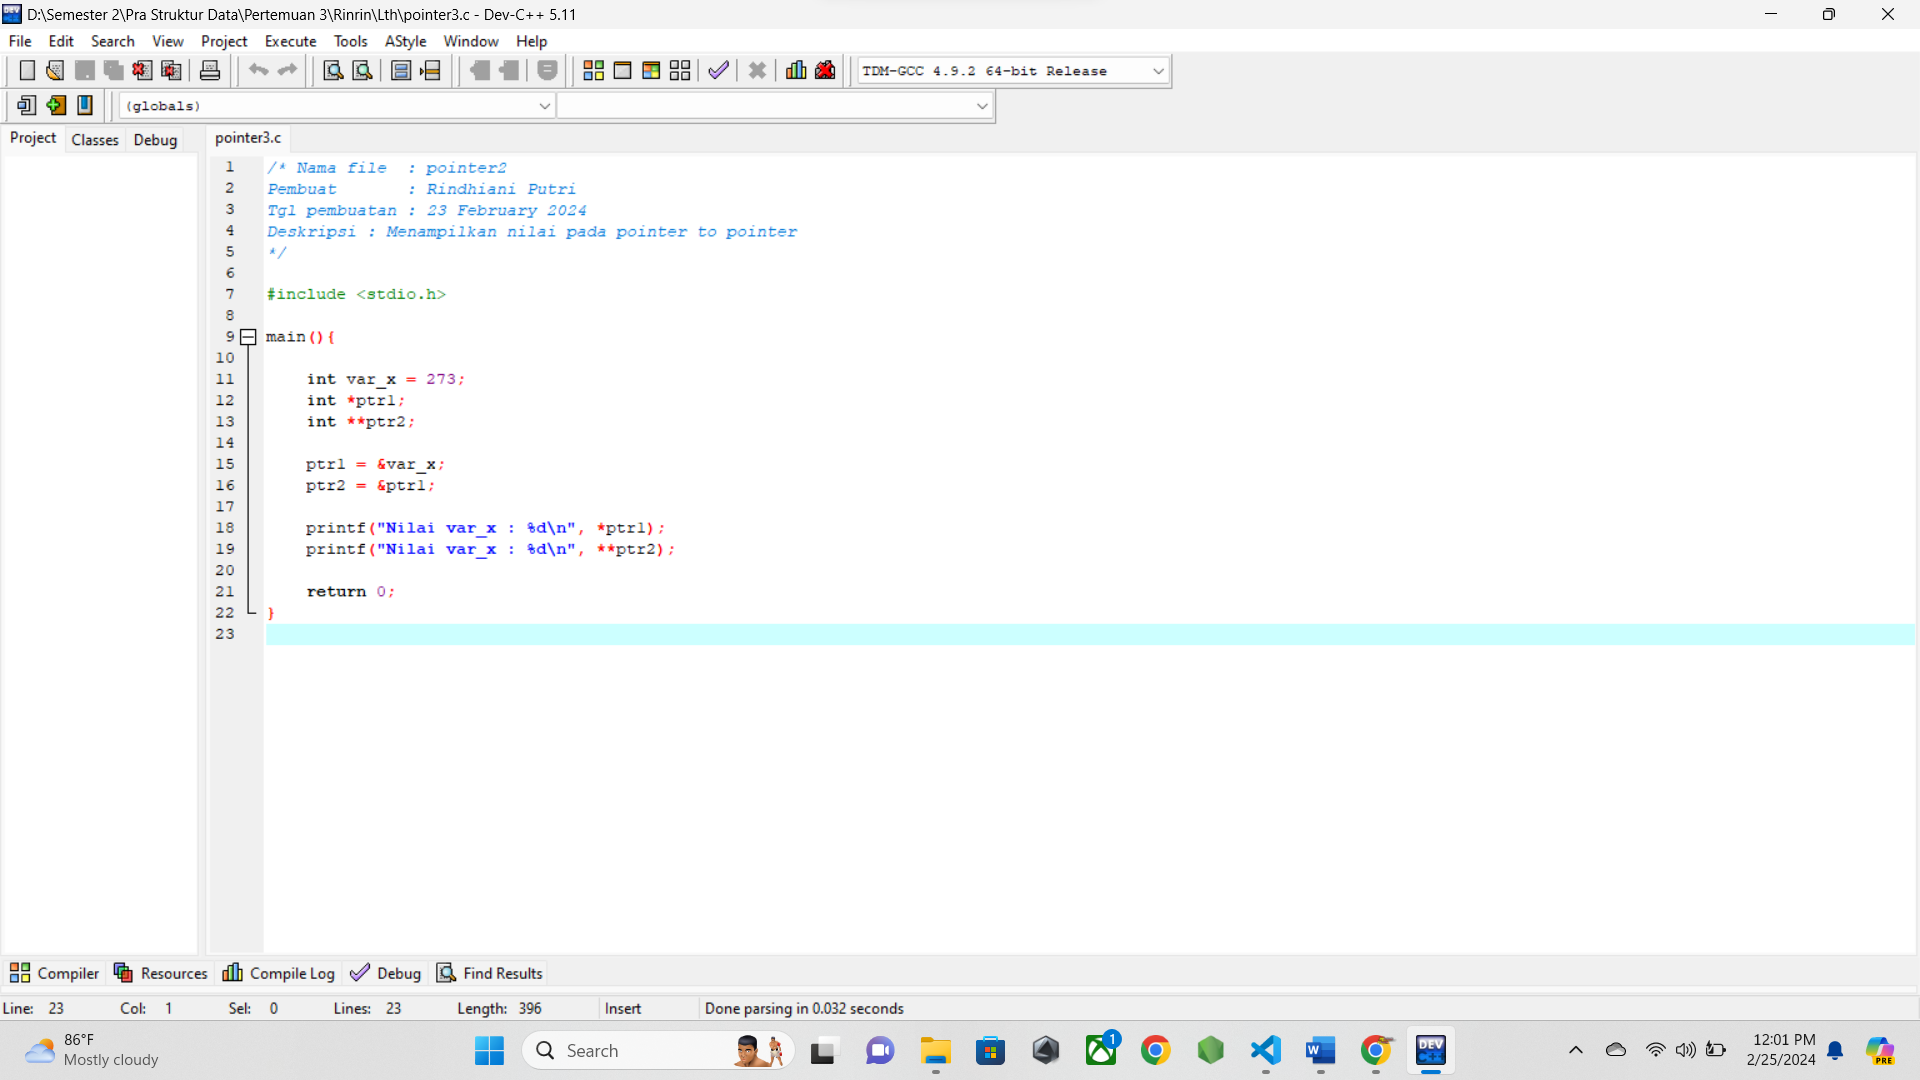 D:\Semester 2\Pra Struktur Data\Pertemuan 3\Rinrin\Lth\pointer3.c - Dev-C++ 5.11
File Edit Search View Project Execute Tools AStyle Window Help
TDM-GCC 4.9.2 64-bit Release
(globals)
Project Classes Debug pointer3.c
1 /* Nama file  : pointer2
2 Pembuat       : Rindhiani Putri
3 Tgl pembuatan : 23 February 2024
4 Deskripsi : Menampilkan nilai pada pointer to pointer
5 */
6
7 #include <stdio.h>
8
9 main(){
10
11     int var_x = 273;
12     int *ptr1;
13     int **ptr2;
14
15     ptr1 = &var_x;
16     ptr2 = &ptr1;
17
18     printf("Nilai var_x : %d\n", *ptr1);
19     printf("Nilai var_x : %d\n", **ptr2);
20
21     return 0;
22 }
23
Compiler Resources Compile Log Debug Find Results
Line: 23 Col: 1 Sel: 0 Lines: 23 Length: 396 Insert Done parsing in 0.032 seconds
86°F
Mostly cloudy
Search
1
W
DEV
C++
12:01 PM
2/25/2024
PRE